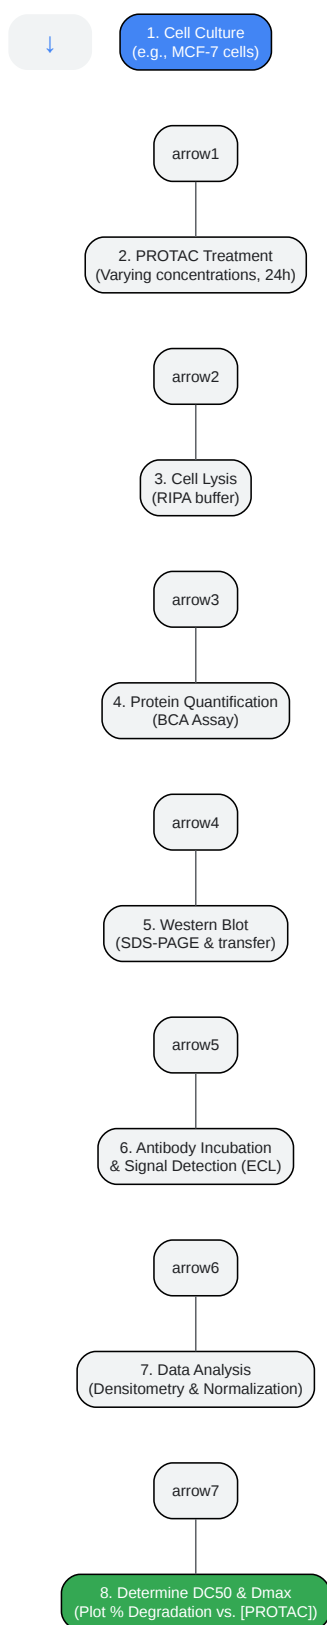 ↓
1. Cell Culture
(e.g., MCF-7 cells)
arrow1
2. PROTAC Treatment
(Varying concentrations, 24h)
arrow2
3. Cell Lysis
(RIPA buffer)
arrow3
4. Protein Quantification
(BCA Assay)
arrow4
5. Western Blot
(SDS-PAGE & transfer)
arrow5
6. Antibody Incubation
& Signal Detection (ECL)
arrow6
7. Data Analysis
(Densitometry & Normalization)
arrow7
8. Determine DC50 & Dmax
(Plot % Degradation vs. [PROTAC])